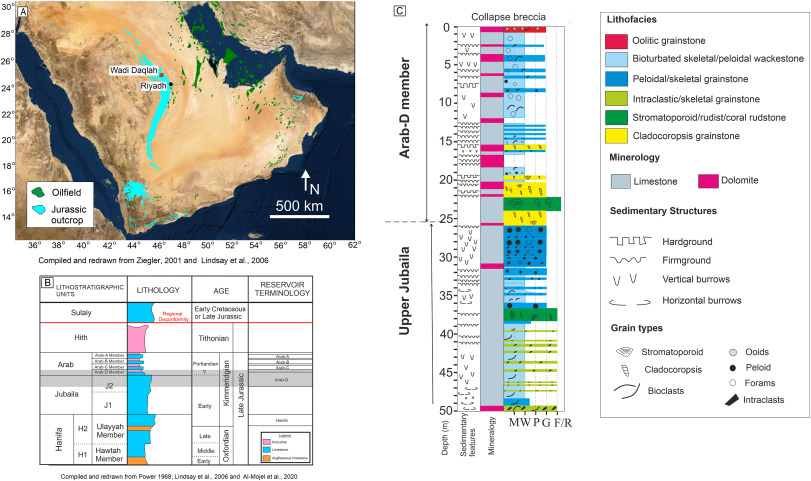 A
30°
28°
26°
24°
22°
20°
18°
16°
14°
Wadi Daqlah
Riyadh
Oilfield
Jurassic
outcrop
N
500 km
36° 38° 40° 42° 44° 46° 48° 50° 52° 54° 56° 58° 60° 62°
Compiled and redrawn from Ziegler, 2001 and Lindsay et al., 2006
B
LITHOSTRATIGRAPHIC
UNITS
LITHOLOGY
AGE
RESERVOIR
TERMINOLOGY
Sulaiy
Regional
Disconformity
Early Cretaceous
or Late Jurassic
Hith
Tithonian
Arab
Arab-A Member
Arab-B Member
Arab-C Member
Arab-D Member
Portlandian
?
Arab-A
Arab-B
Arab-C
Arab-D
Jubaila
J2
J1
Early
Kimmeridgian
Late Jurassic
Hanifa
H2
Ulayyah
Member
Late
Hanifa
H1
Hawtah
Member
Middle
Early
Oxfordian
Legend
Anhydrite
Limestone
Argillaceous limestone
Compiled and redrawn from Power 1968; Lindsay et al., 2006 and Al-Mojel et al., 2020
C
Collapse breccia
Arab-D member
Upper Jubaila
0
5
10
15
20
25
30
35
40
45
50
Depth (m)
Sedimentary
features
Mineralogy
M W P G F/R
Lithofacies
Oolitic grainstone
Bioturbated skeletal/peloidal wackestone
Peloidal/skeletal grainstone
Intraclastic/skeletal grainstone
Stromatoporoid/rudist/coral rudstone
Cladocoropsis grainstone
Minerology
Limestone
Dolomite
Sedimentary Structures
Hardground
Firmground
Vertical burrows
Horizontal burrows
Grain types
Stromatoporoid
Cladocoropsis
Bioclasts
Ooids
Peloid
Forams
Intraclasts